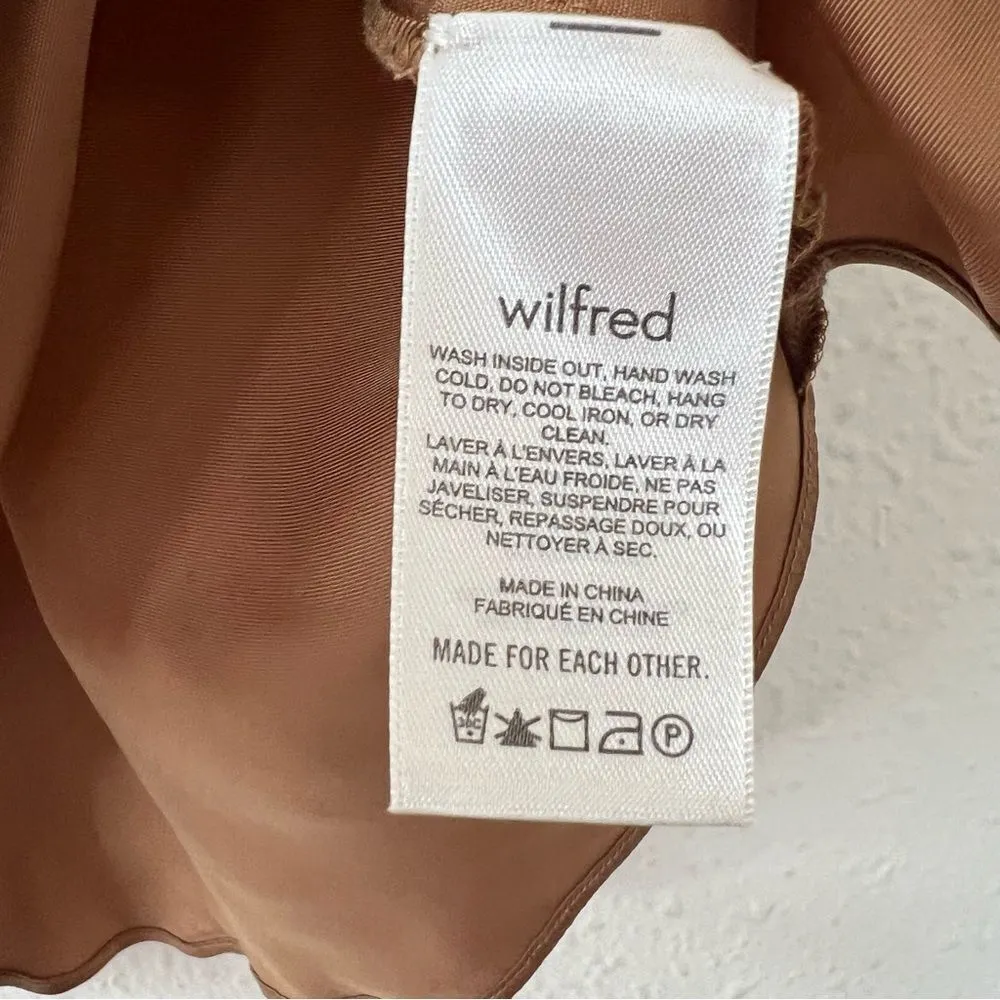 wilfred
WASH INSIDE OUT, HAND WASH
COLD, DO NOT BLEACH, HANG
TO DRY, COOL IRON, OR DRY
CLEAN.
LAVER À L'ENVERS, LAVER À LA
MAIN À L'EAU FROIDE, NE PAS
JAVELISER, SUSPENDRE POUR
SÉCHER, REPASSAGE DOUX, OU
NETTOYER À SEC.
MADE IN CHINA
FABRIQUÉ EN CHINE
MADE FOR EACH OTHER.
30C P